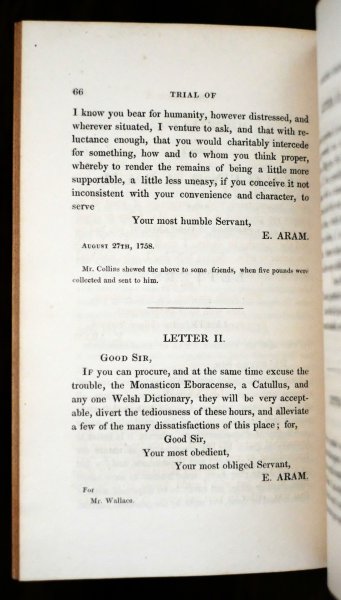 66 TRIAL OF
I know you bear for humanity, however distressed, and
wherever situated, I venture to ask, and that with re-
luctance enough, that you would charitably intercede
for something, how and to whom you think proper,
whereby to render the remains of being a little more
supportable, a little less uneasy, if you conceive it not
inconsistent with your convenience and character, to
serve
Your most humble Servant,
E. ARAM.
AUGUST 27TH, 1758.
Mr. Collins shewed the above to some friends, when five pounds were
collected and sent to him.
LETTER II.
GOOD SIR,
IF you can procure, and at the same time excuse the
trouble, the Monasticon Eboracense, a Catullus, and
any one Welsh Dictionary, they will be very accept-
able, divert the tediousness of these hours, and alleviate
a few of the many dissatisfactions of this place; for,
Good Sir,
Your most obedient,
Your most obliged Servant,
E. ARAM.
For
Mr. Wallace.